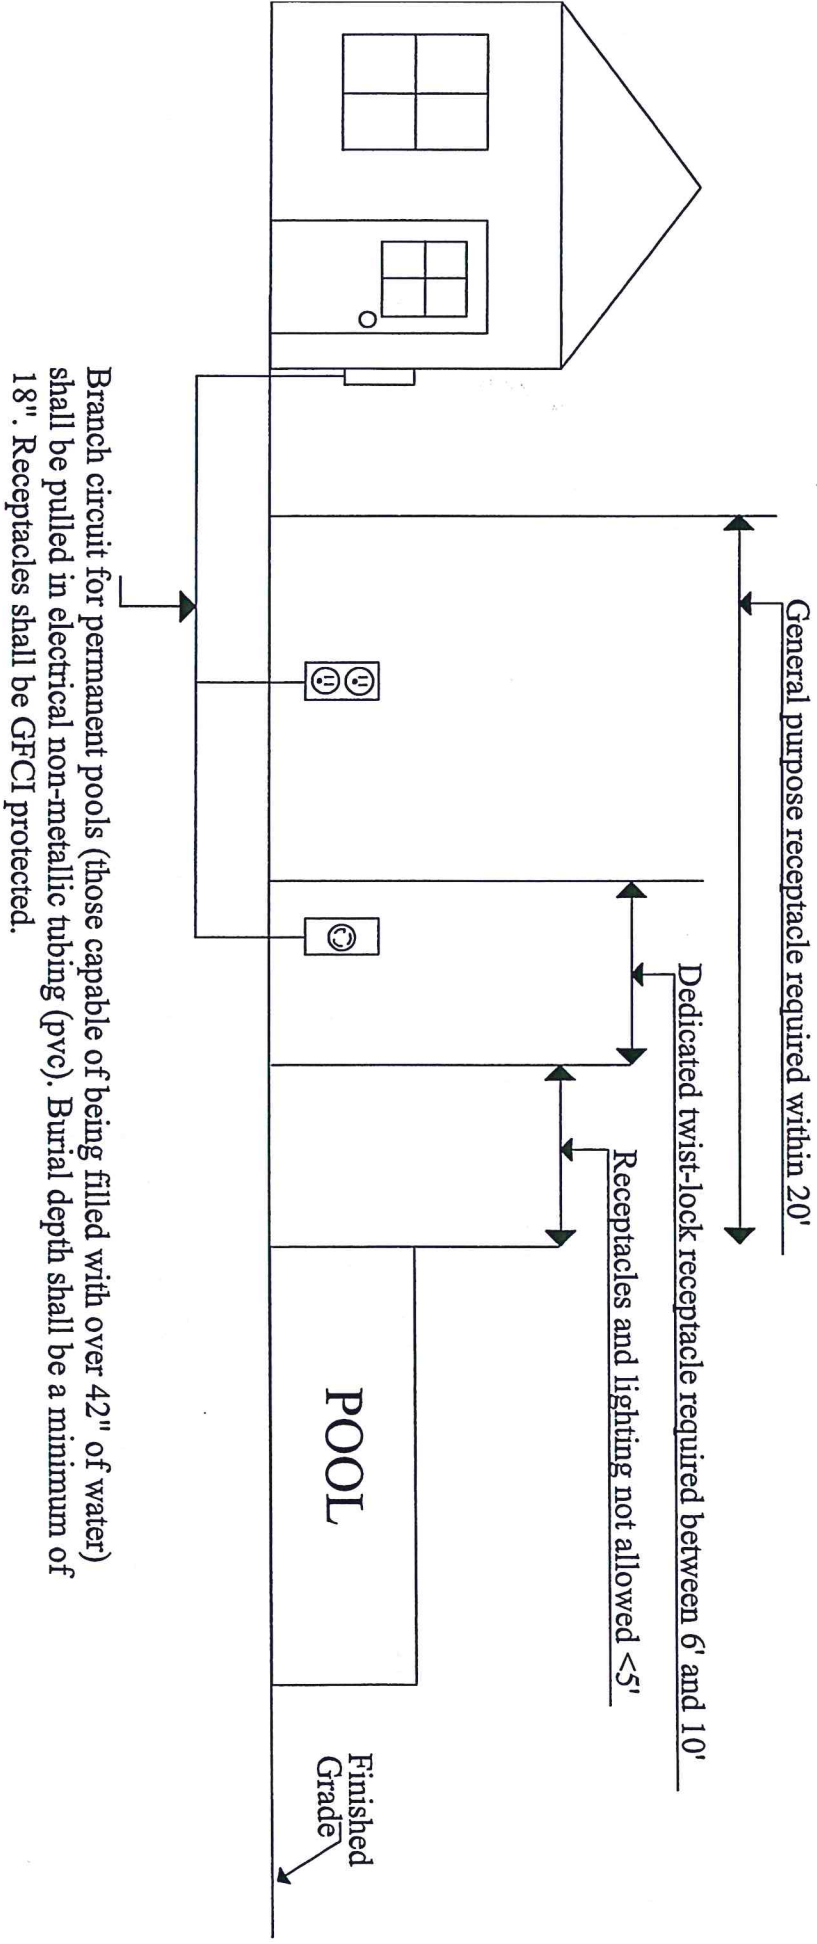 General purpose receptacle required within 20'
Dedicated twist-lock receptacle required between 6' and 10'
Receptacles and lighting not allowed <5'
POOL
Finished
Grade
Branch circuit for permanent pools (those capable of being filled with over 42" of water)
shall be pulled in electrical non-metallic tubing (pvc). Burial depth shall be a minimum of
18". Receptacles shall be GFCI protected.